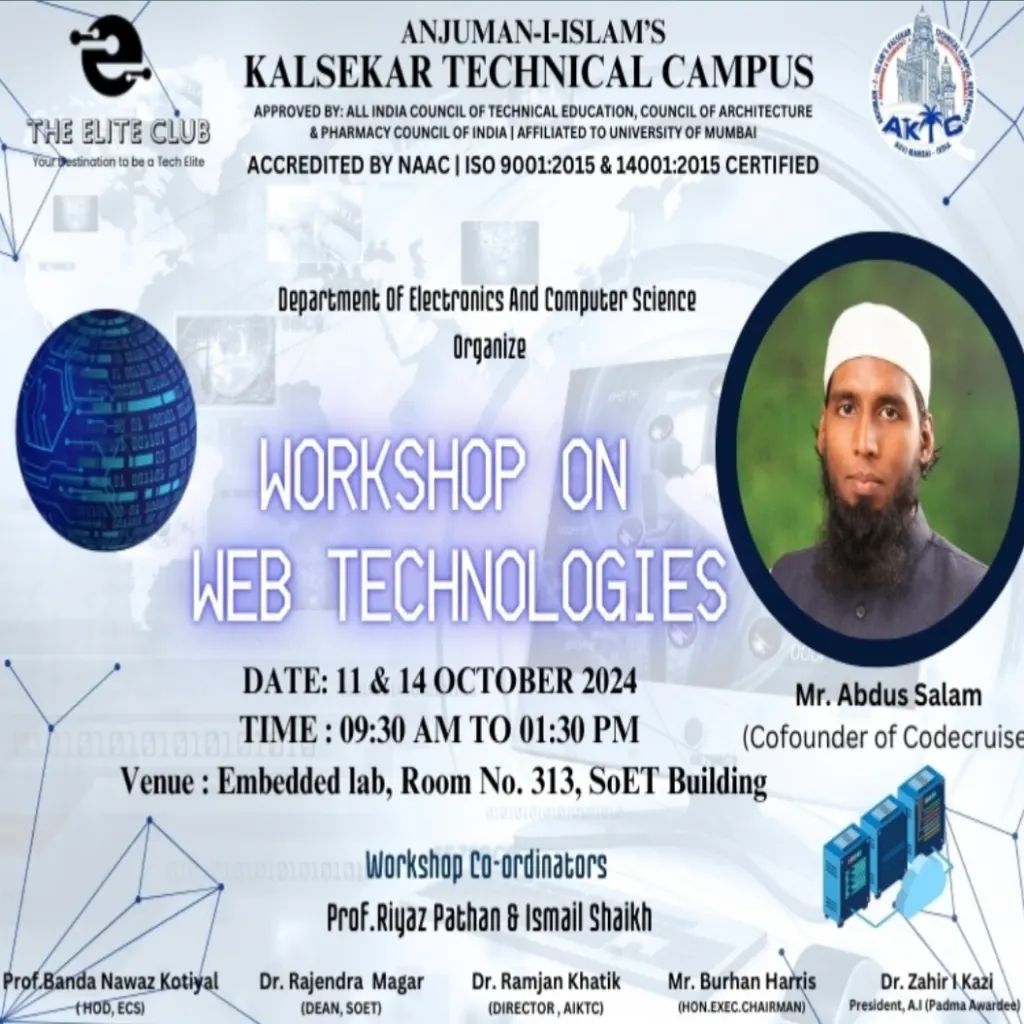 THE ELITE CLUB
Your Destination to be a Tech Elite
ANJUMAN-I-ISLAM'S
KALSEKAR TECHNICAL CAMPUS
APPROVED BY: ALL INDIA COUNCIL OF TECHNICAL EDUCATION, COUNCIL OF ARCHITECTURE
& PHARMACY COUNCIL OF INDIA | AFFILIATED TO UNIVERSITY OF MUMBAI
ACCREDITED BY NAAC | ISO 9001:2015 & 14001:2015 CERTIFIED
AKTC
Department Of Electronics And Computer Science
Organize
WORKSHOP ON
WEB TECHNOLOGIES
DATE: 11 & 14 OCTOBER 2024
TIME : 09:30 AM TO 01:30 PM
Venue : Embedded lab, Room No. 313, SoET Building
Mr. Abdus Salam
(Cofounder of Codecruise
Workshop Co-ordinators
Prof.Riyaz Pathan & Ismail Shaikh
Prof.Banda Nawaz Kotiyal
(HOD, ECS)
Dr. Rajendra Magar
(DEAN, SOET)
Dr. Ramjan Khatik
(DIRECTOR , AIKTC)
Mr. Burhan Harris
(HON.EXEC.CHAIRMAN)
Dr. Zahir I Kazi
President, A.I (Padma Awardee)